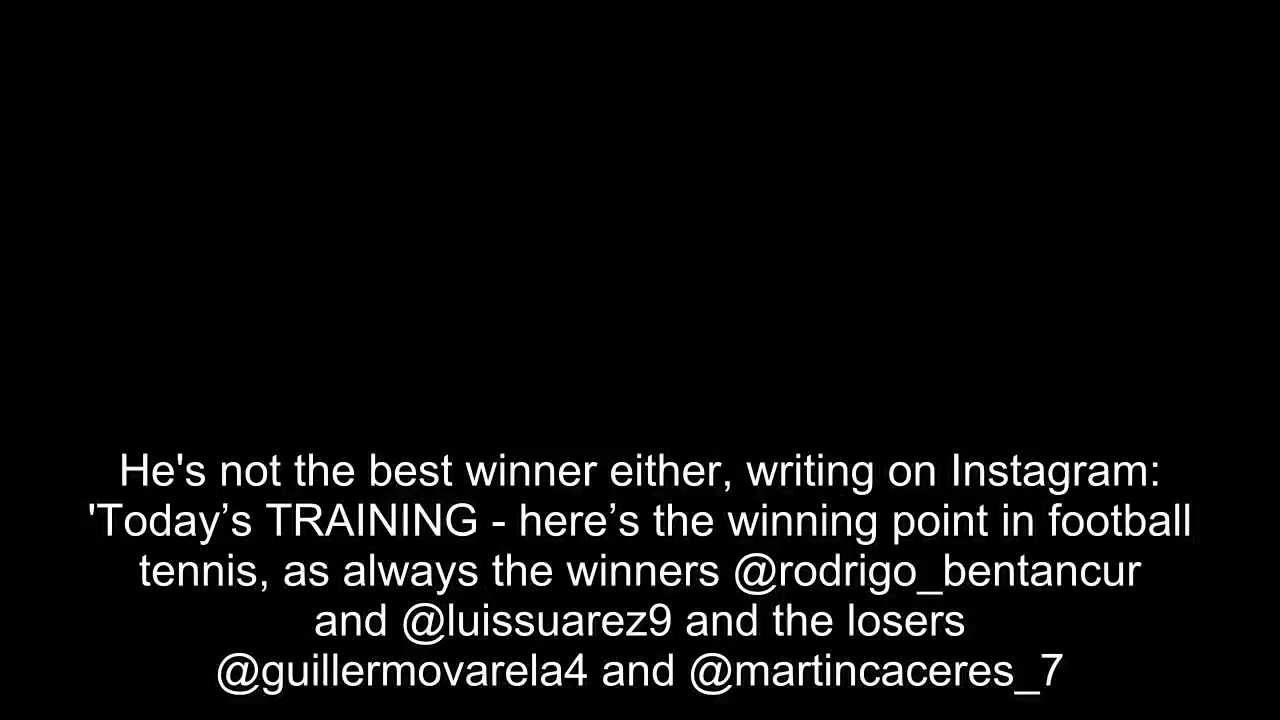 He's not the best winner either, writing on Instagram:
'Today’s TRAINING - here’s the winning point in football
tennis, as always the winners @rodrigo_bentancur
and @luissuarez9 and the losers
@guillermovarela4 and @martincaceres_7